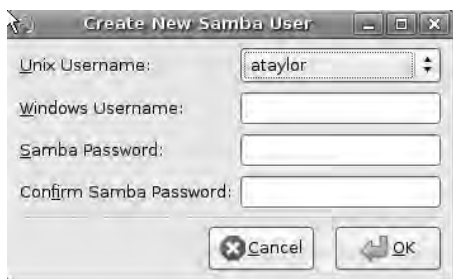 Create New Samba User
Unix Username: ataylor
Windows Username:
Samba Password:
Confirm Samba Password:
Cancel OK